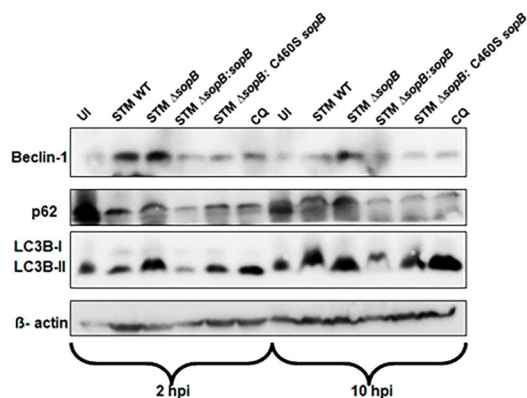 UI STM WT STM ΔsopB STM ΔsopB:sopB STM ΔsopB: C460S sopB CQ UI STM WT STM ΔsopB STM ΔsopB:sopB STM ΔsopB: C460S sopB CQ
Beclin-1
p62
LC3B-I
LC3B-II
ß- actin
2 hpi 10 hpi